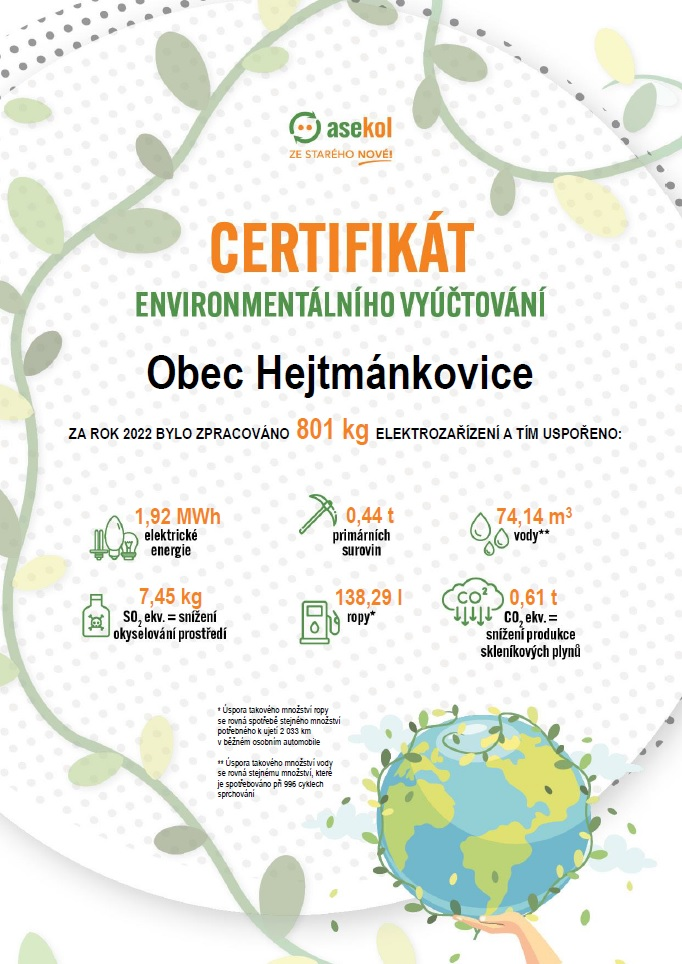 asekol
ZE STARÉHO NOVÉ!
CERTIFIKÁT
ENVIRONMENTÁLNÍHO VYÚČTOVÁNÍ
Obec Hejtmánkovice
ZA ROK 2022 BYLO ZPRACOVÁNO 801 kg ELEKTROZAŘÍZENÍ A TÍM USPOŘENO:
1,92 MWh
elektrické
energie
0,44 t
primárních
surovin
74,14 m³
vody**
7,45 kg
SO₂ ekv. = snížení
okyselování prostředí
138,29 l
ropy*
CO²
0,61 t
CO₂ ekv. =
snížení produkce
skleníkových plynů
* Úspora takového množství ropy
se rovná spotřebě stejného množství
potřebného k ujetí 2 033 km
v běžném osobním automobile
** Úspora takového množství vody
se rovná stejnému množství, které
je spotřebováno při 996 cyklech
sprchování